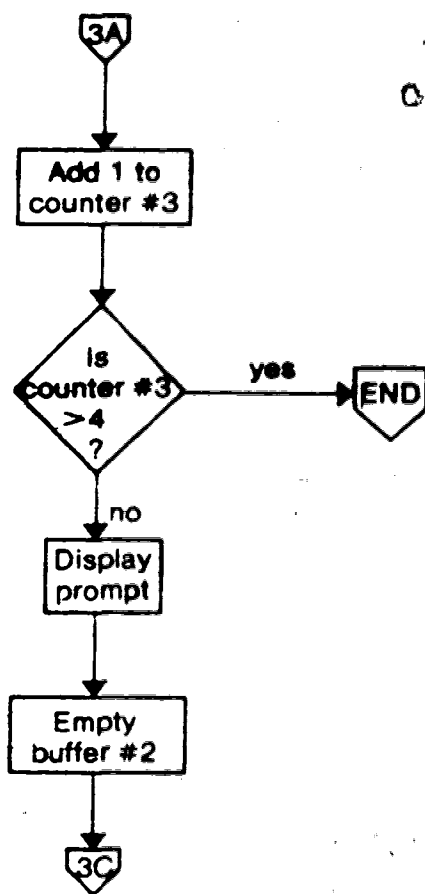 3A
Add 1 to
counter #3
Is
counter #3
>4
?
yes
END
no
Display
prompt
Empty
buffer #2
3C